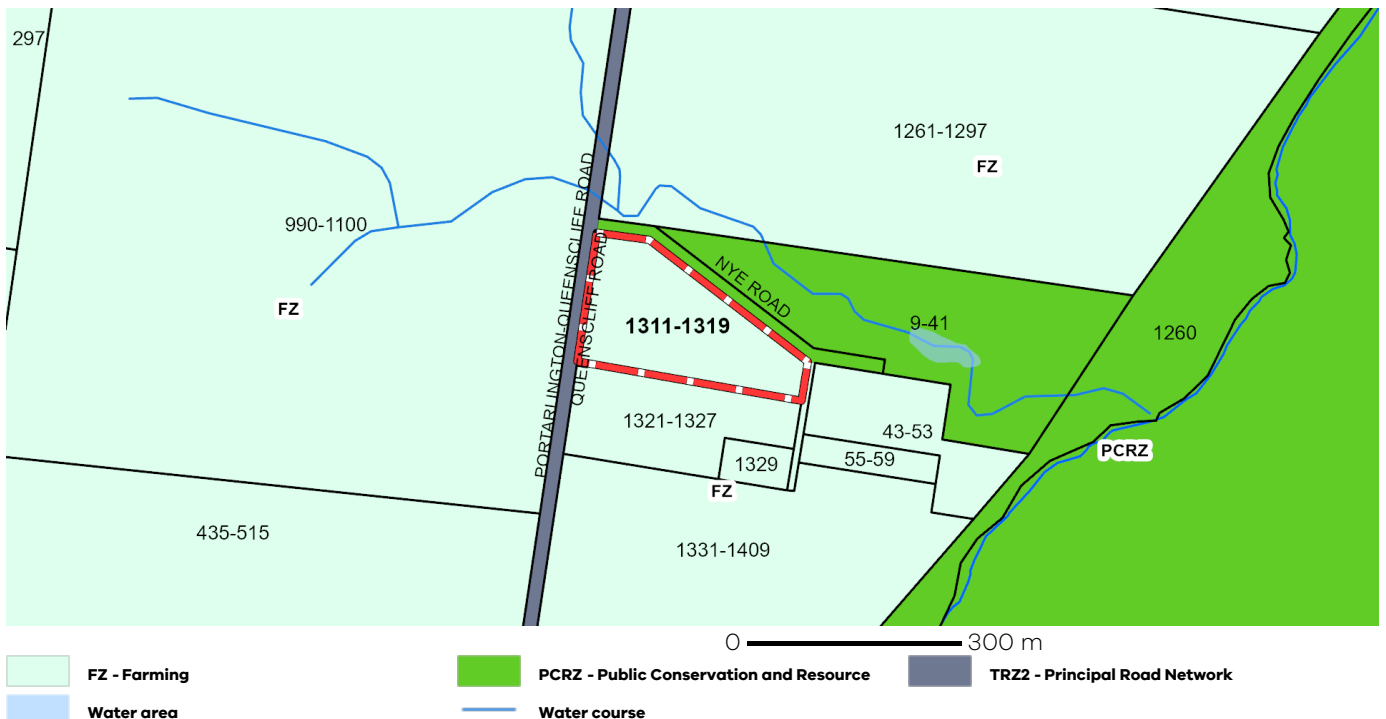 297
1261-1297
FZ
990-1100
PORTARLINGTON-QUEENSCLIFF ROAD
QUEENSCLIFF ROAD
NYE ROAD
FZ
1311-1319
9-41
1260
1321-1327
43-53
PCRZ
1329
55-59
FZ
435-515
1331-1409
0 300 m
FZ - Farming
PCRZ - Public Conservation and Resource
TRZ2 - Principal Road Network
Water area
Water course